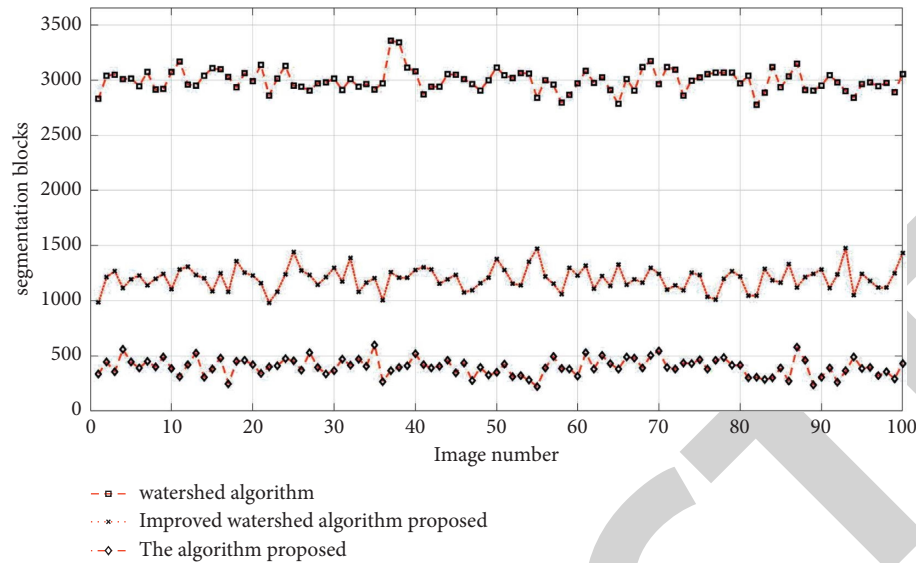 3500
3000
2500
2000
1500
1000
500
0
segmentation blocks
0 10 20 30 40 50 60 70 80 90 100
Image number
watershed algorithm
Improved watershed algorithm proposed
The algorithm proposed